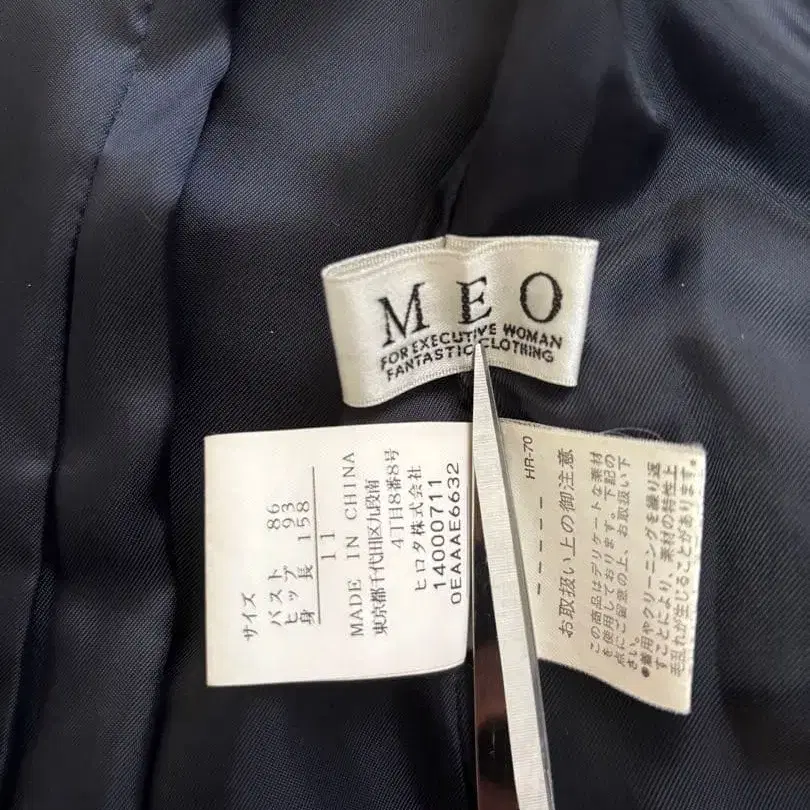 MEO
FOR EXECUTIVE WOMAN
FANTASTIC CLOTHING
サイズ
バスト 86
ヒップ 93
身長 158
11
MADE IN CHINA
東京都千代田区九段南
4丁目8番8号
ヒロタ株式会社
14000711
0EAAAE6632
HR-70
お取扱い上の御注意
この商品はデリケートな素材
を使用しております。下記の
点にご留意の上、お取扱い下
さい。
●着用やクリーニングを繰り返
すことにより、素材の特性上
毛乱れが生じることがあります。